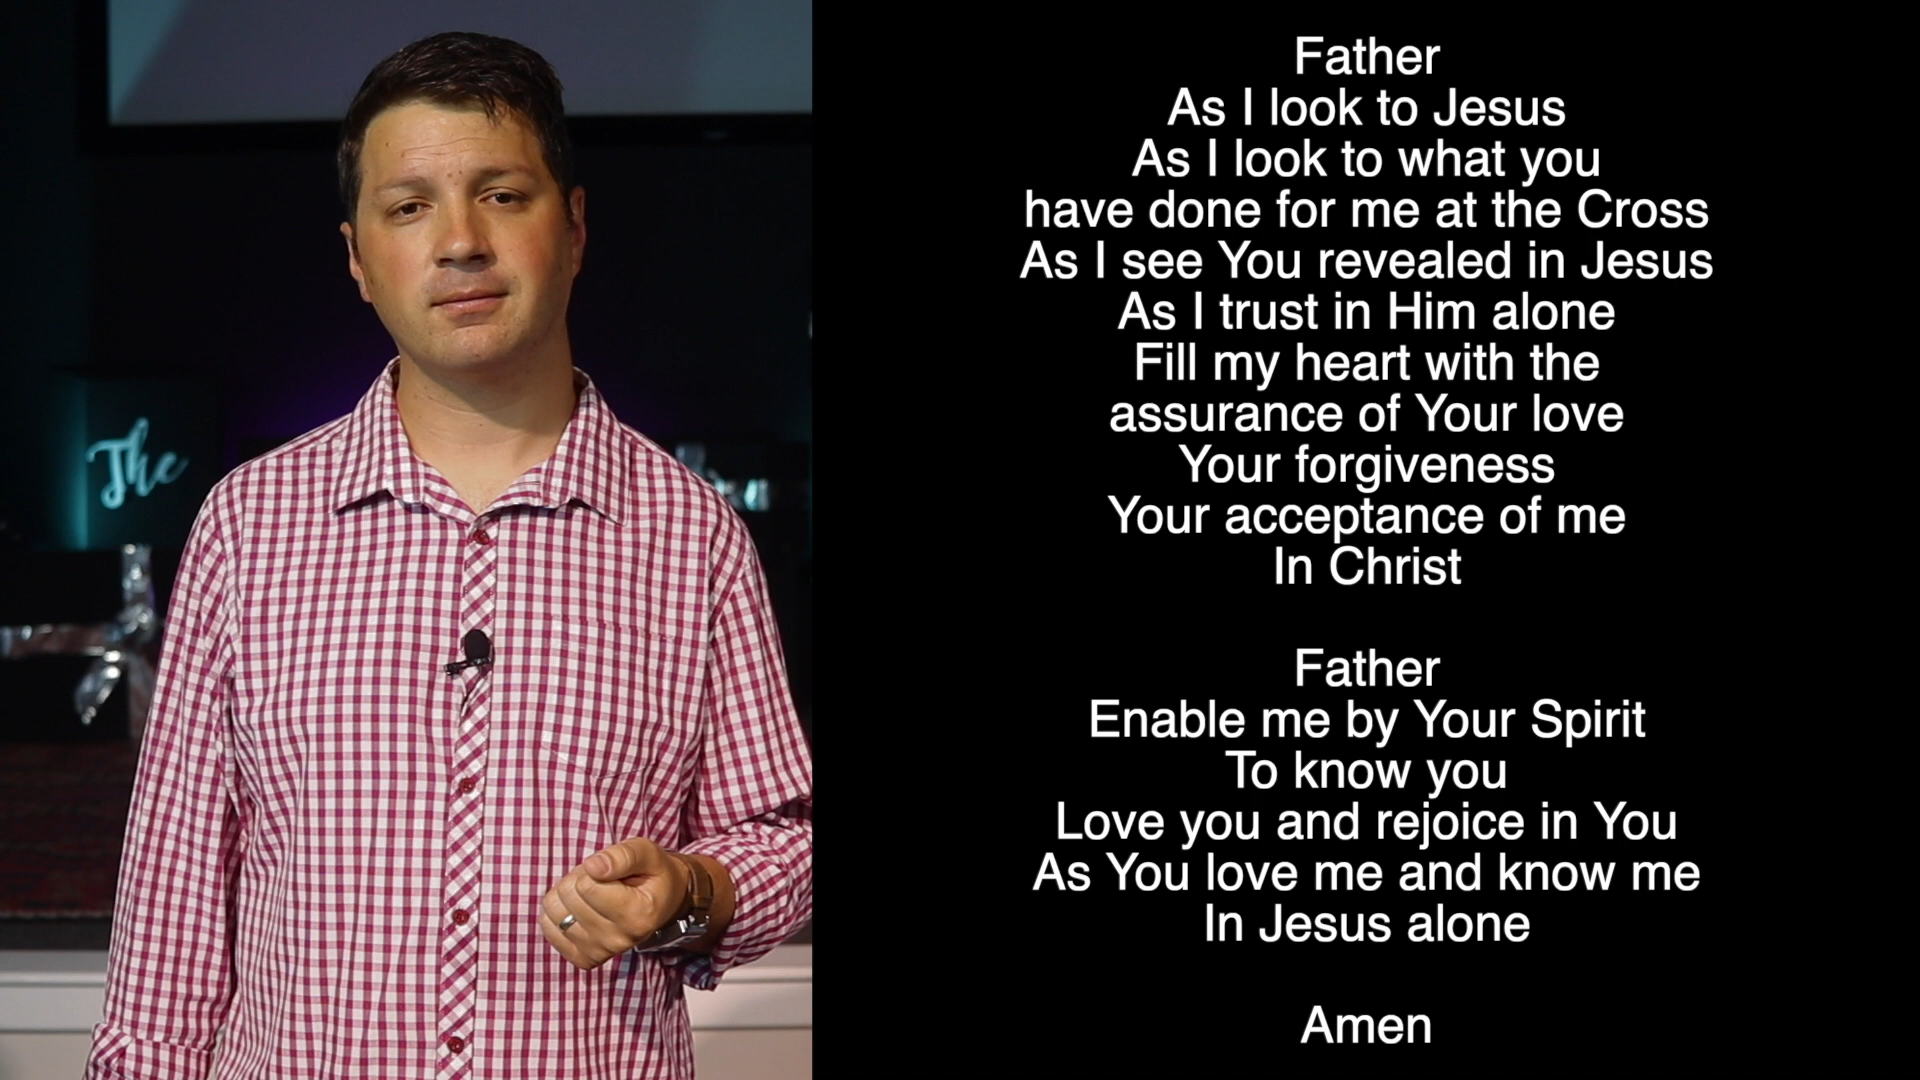 The
Father
As I look to Jesus
As I look to what you
have done for me at the Cross
As I see You revealed in Jesus
As I trust in Him alone
Fill my heart with the
assurance of Your love
Your forgiveness
Your acceptance of me
In Christ
Father
Enable me by Your Spirit
To know you
Love you and rejoice in You
As You love me and know me
In Jesus alone
Amen